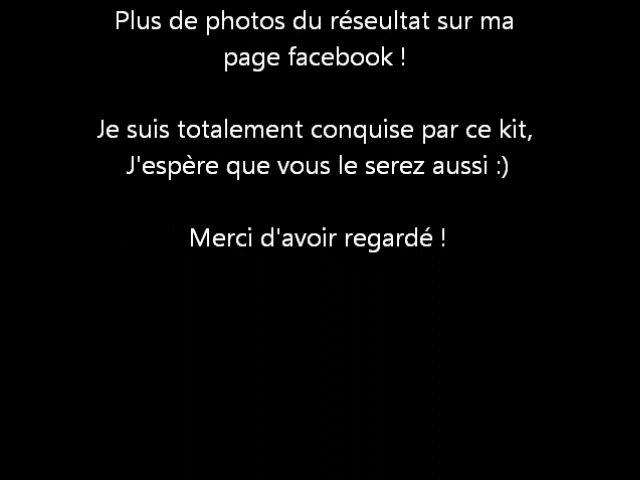 Plus de photos du réseultat sur ma
page facebook !
Je suis totalement conquise par ce kit,
J'espère que vous le serez aussi :)
Merci d'avoir regardé !